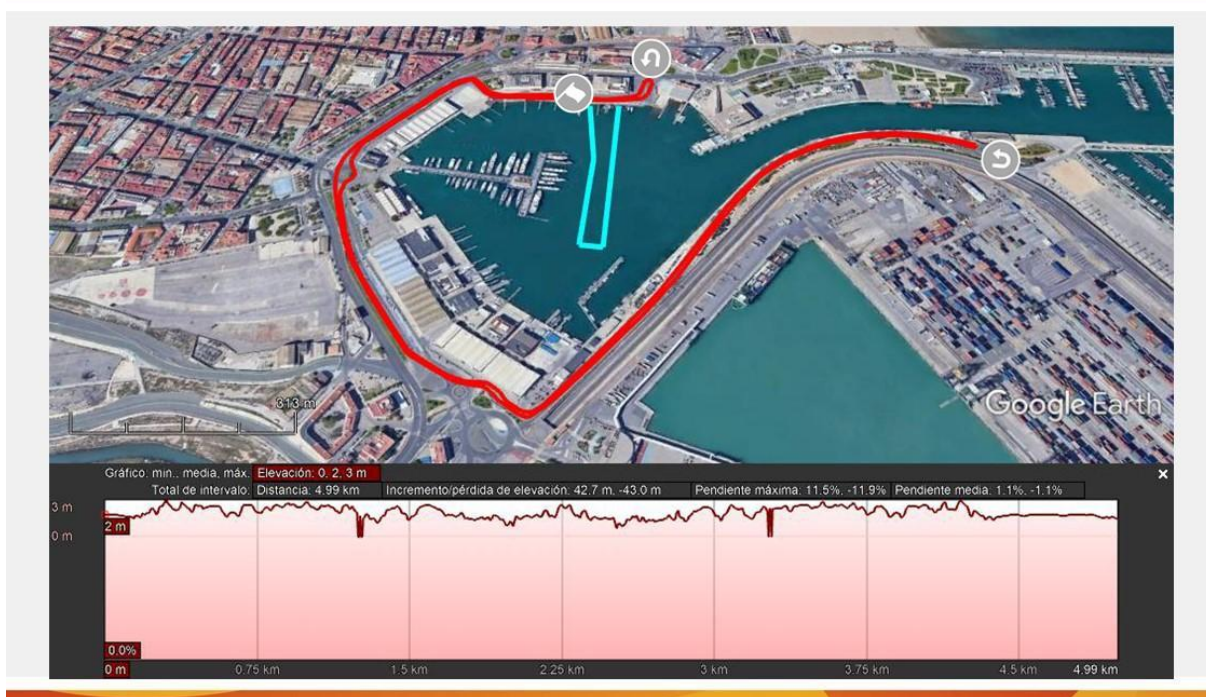 313 m
Google Earth
Gráfico: min., media, máx. Elevación: 0, 2, 3 m
Total de intervalo: Distancia: 4.99 km Incremento/pérdida de elevación: 42.7 m, -43.0 m Pendiente máxima: 11.5%, -11.9% Pendiente media: 1.1%, -1.1%
3 m
2 m
0 m
0.0%
0 m 0.75 km 1.5 km 2.25 km 3 km 3.75 km 4.5 km 4.99 km